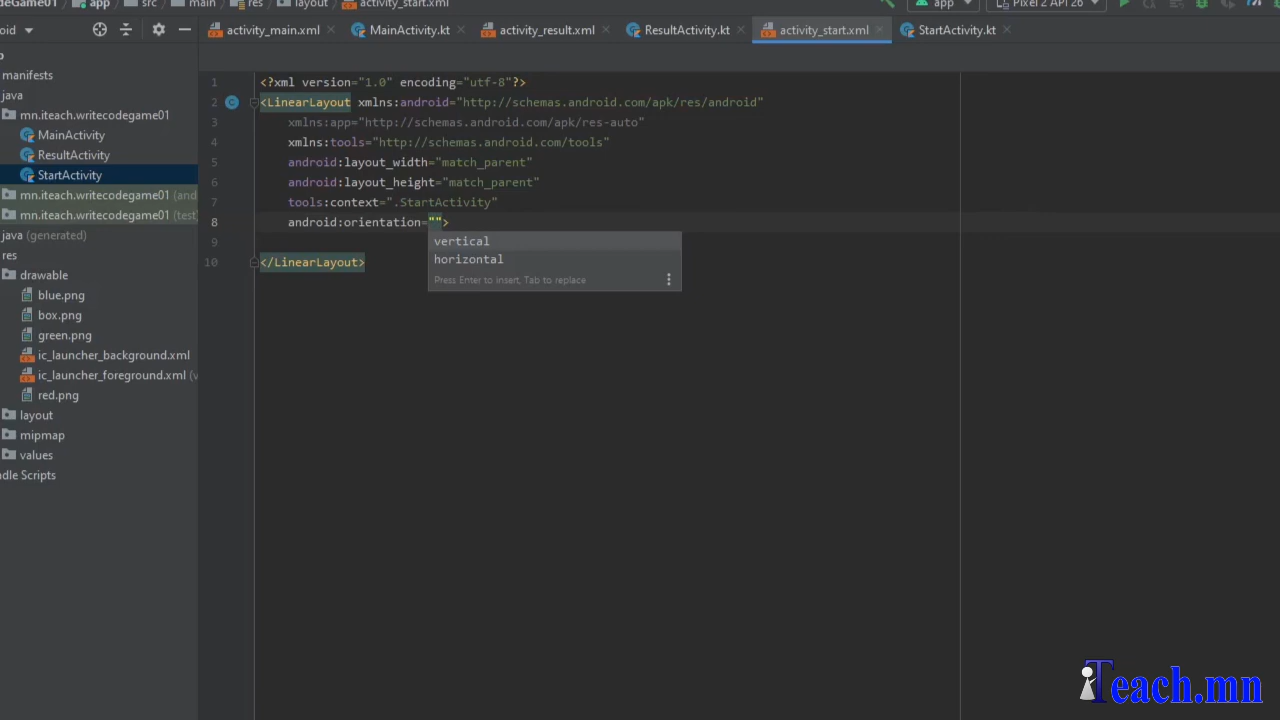 app
src
main
res
layout
activity_start.xml
app
Pixel 2 API 26
activity_main.xml
MainActivity.kt
activity_result.xml
ResultActivity.kt
activity_start.xml
StartActivity.kt
manifests
java
mn.iteach.writecodegame01
MainActivity
ResultActivity
StartActivity
mn.iteach.writecodegame01 (and
mn.iteach.writecodegame01 (test)
java (generated)
res
drawable
blue.png
box.png
green.png
ic_launcher_background.xml
ic_launcher_foreground.xml (v
red.png
layout
mipmap
values
dle Scripts
1 <?xml version="1.0" encoding="utf-8"?>
2 <LinearLayout xmlns:android="http://schemas.android.com/apk/res/android"
3 xmlns:app="http://schemas.android.com/apk/res-auto"
4 xmlns:tools="http://schemas.android.com/tools"
5 android:layout_width="match_parent"
6 android:layout_height="match_parent"
7 tools:context=".StartActivity"
8 android:orientation="">
9
10 </LinearLayout>
vertical
horizontal
Press Enter to insert, Tab to replace
iTeach.mn